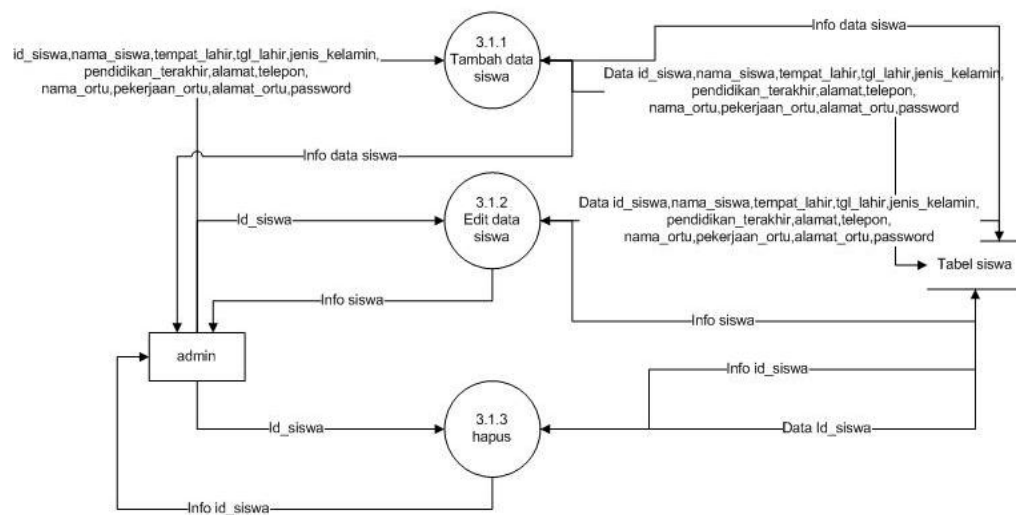 Info data siswa
3.1.1
Tambah data
siswa
id_siswa,nama_siswa,tempat_lahir,tgl_lahir,jenis_kelamin,
pendidikan_terakhir,alamat,telepon,
nama_ortu,pekerjaan_ortu,alamat_ortu,password
Data id_siswa,nama_siswa,tempat_lahir,tgl_lahir,jenis_kelamin,
pendidikan_terakhir,alamat,telepon,
nama_ortu,pekerjaan_ortu,alamat_ortu,password
Info data siswa
3.1.2
Edit data
siswa
Id_siswa
Data id_siswa,nama_siswa,tempat_lahir,tgl_lahir,jenis_kelamin,
pendidikan_terakhir,alamat,telepon,
nama_ortu,pekerjaan_ortu,alamat_ortu,password
Tabel siswa
Info siswa
Info siswa
admin
Info id_siswa
3.1.3
hapus
Id_siswa
Data Id_siswa
Info id_siswa